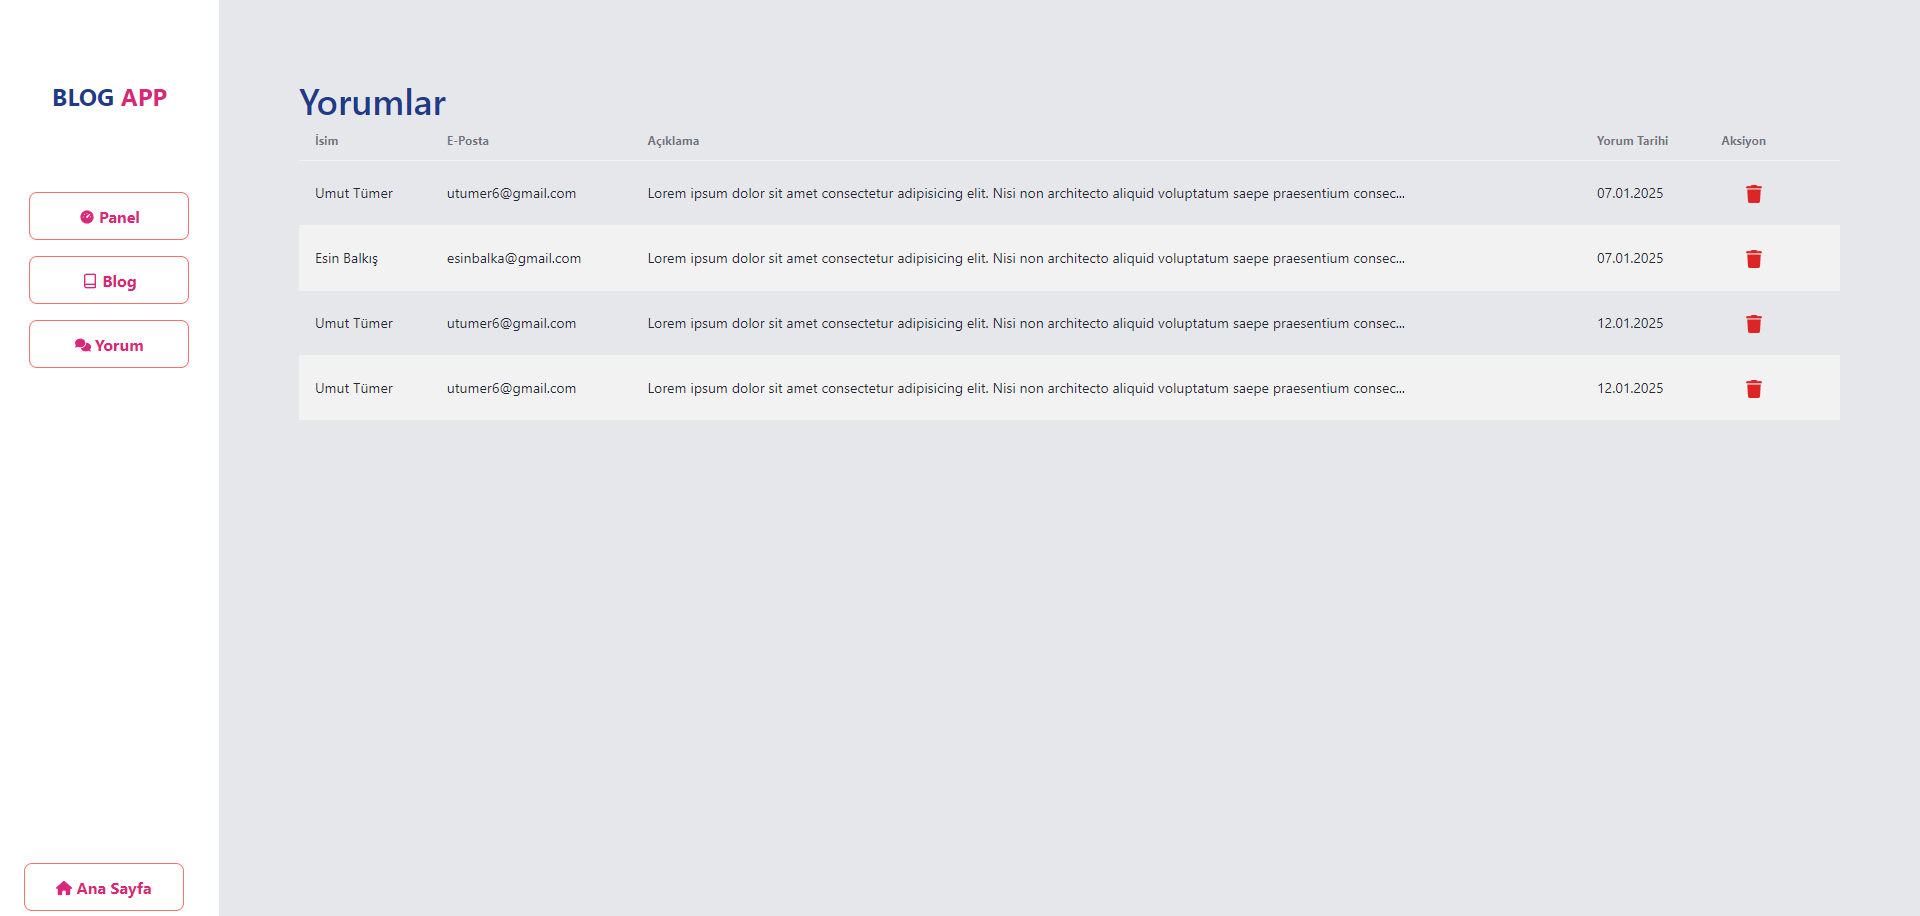 BLOG APP
Panel
Blog
Yorum
Ana Sayfa
Yorumlar
İsim E-Posta Açıklama Yorum Tarihi Aksiyon
Umut Tümer utumer6@gmail.com Lorem ipsum dolor sit amet consectetur adipisicing elit. Nisi non architecto aliquid voluptatum saepe praesentium consec... 07.01.2025
Esin Balkış esinbalka@gmail.com Lorem ipsum dolor sit amet consectetur adipisicing elit. Nisi non architecto aliquid voluptatum saepe praesentium consec... 07.01.2025
Umut Tümer utumer6@gmail.com Lorem ipsum dolor sit amet consectetur adipisicing elit. Nisi non architecto aliquid voluptatum saepe praesentium consec... 12.01.2025
Umut Tümer utumer6@gmail.com Lorem ipsum dolor sit amet consectetur adipisicing elit. Nisi non architecto aliquid voluptatum saepe praesentium consec... 12.01.2025